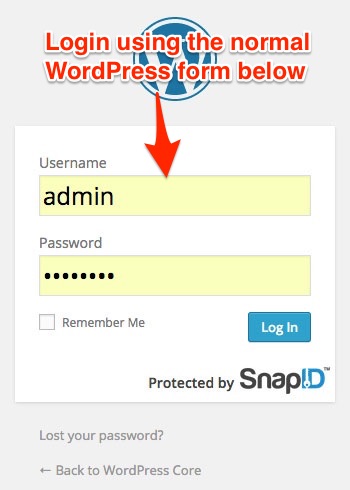 Login using the normal
WordPress form below
Username
admin
Password
••••••••
Remember Me
Log In
Protected by SnapID™
Lost your password?
← Back to WordPress Core